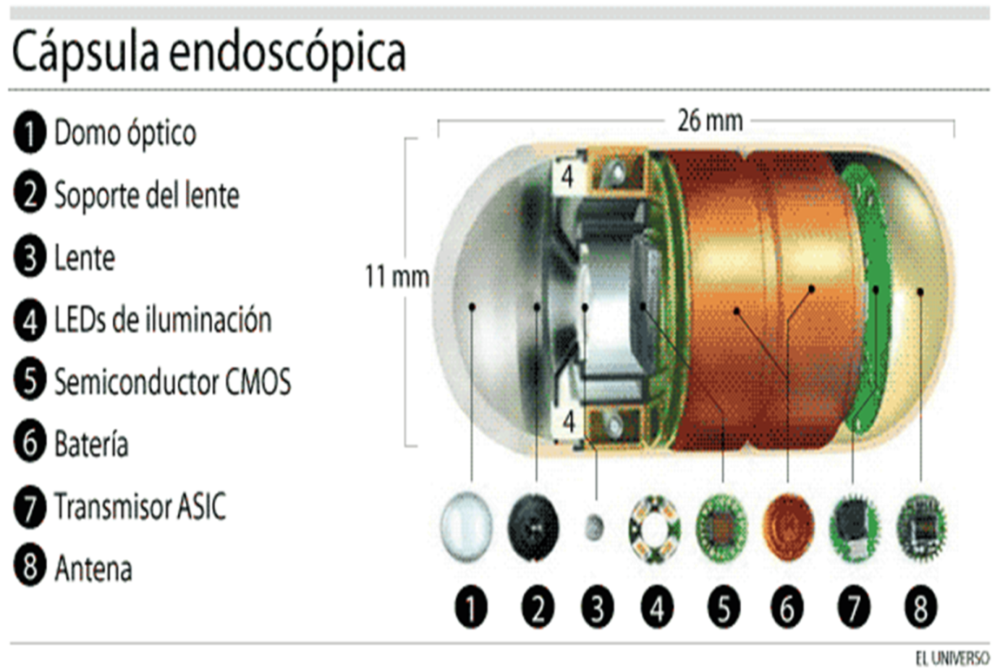 Cápsula endoscópica
1 Domo óptico
2 Soporte del lente
3 Lente
4 LEDs de iluminación
5 Semiconductor CMOS
6 Batería
7 Transmisor ASIC
8 Antena
26 mm
4
11 mm
4
1 2 3 4 5 6 7 8
EL UNIVERSO